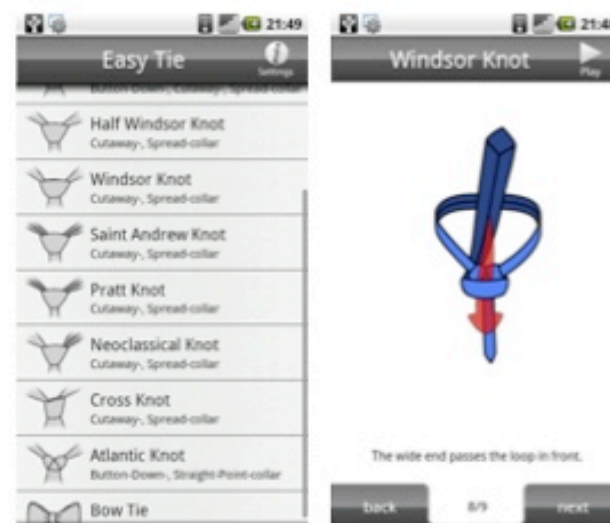 21:49
Easy Tie
Settings
Button-Down-, Cutaway-, Spread-collar
Half Windsor Knot
Cutaway-, Spread-collar
Windsor Knot
Cutaway-, Spread-collar
Saint Andrew Knot
Cutaway-, Spread-collar
Pratt Knot
Cutaway-, Spread-collar
Neoclassical Knot
Cutaway-, Spread-collar
Cross Knot
Cutaway-, Spread-collar
Atlantic Knot
Button-Down-, Straight-Point-collar
Bow Tie
Windsor Knot
Play
The wide end passes the loop in front.
back
8/9
next